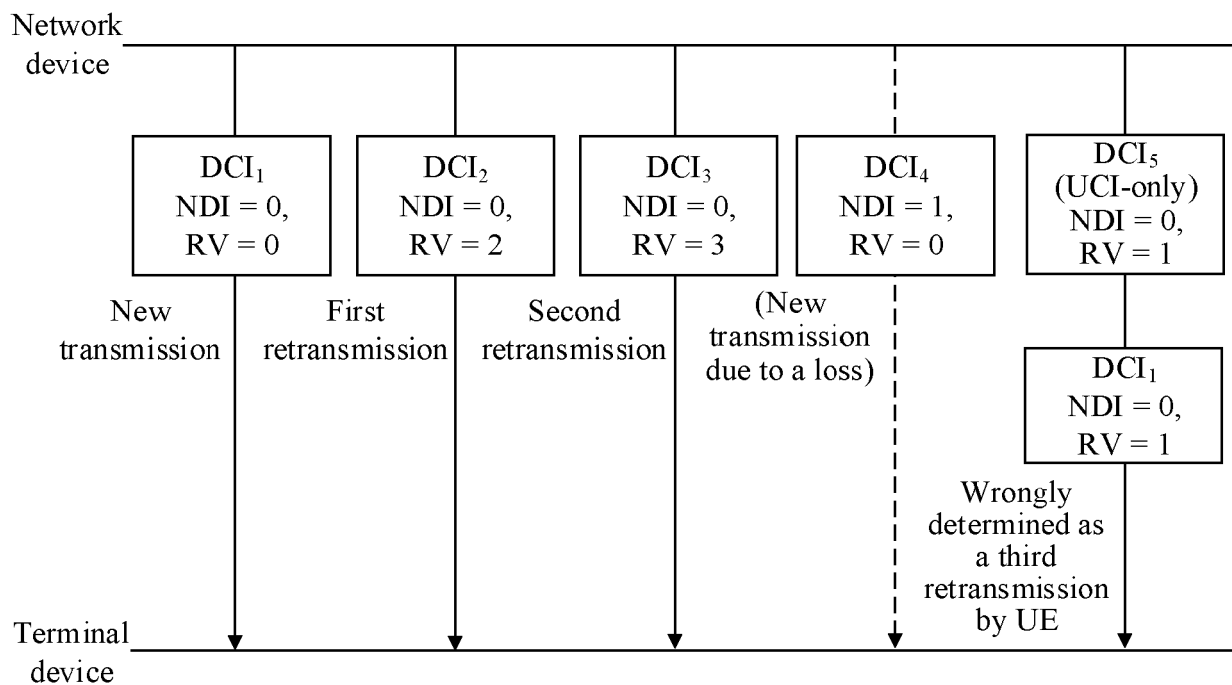 Network
device
DCI₁
NDI = 0,
RV = 0
DCI₂
NDI = 0,
RV = 2
DCI₃
NDI = 0,
RV = 3
DCI₄
NDI = 1,
RV = 0
DCI₅
(UCI-only)
NDI = 0,
RV = 1
New
transmission
First
retransmission
Second
retransmission
(New
transmission
due to a loss)
DCI₁
NDI = 0,
RV = 1
Wrongly
determined as
a third
retransmission
by UE
Terminal
device